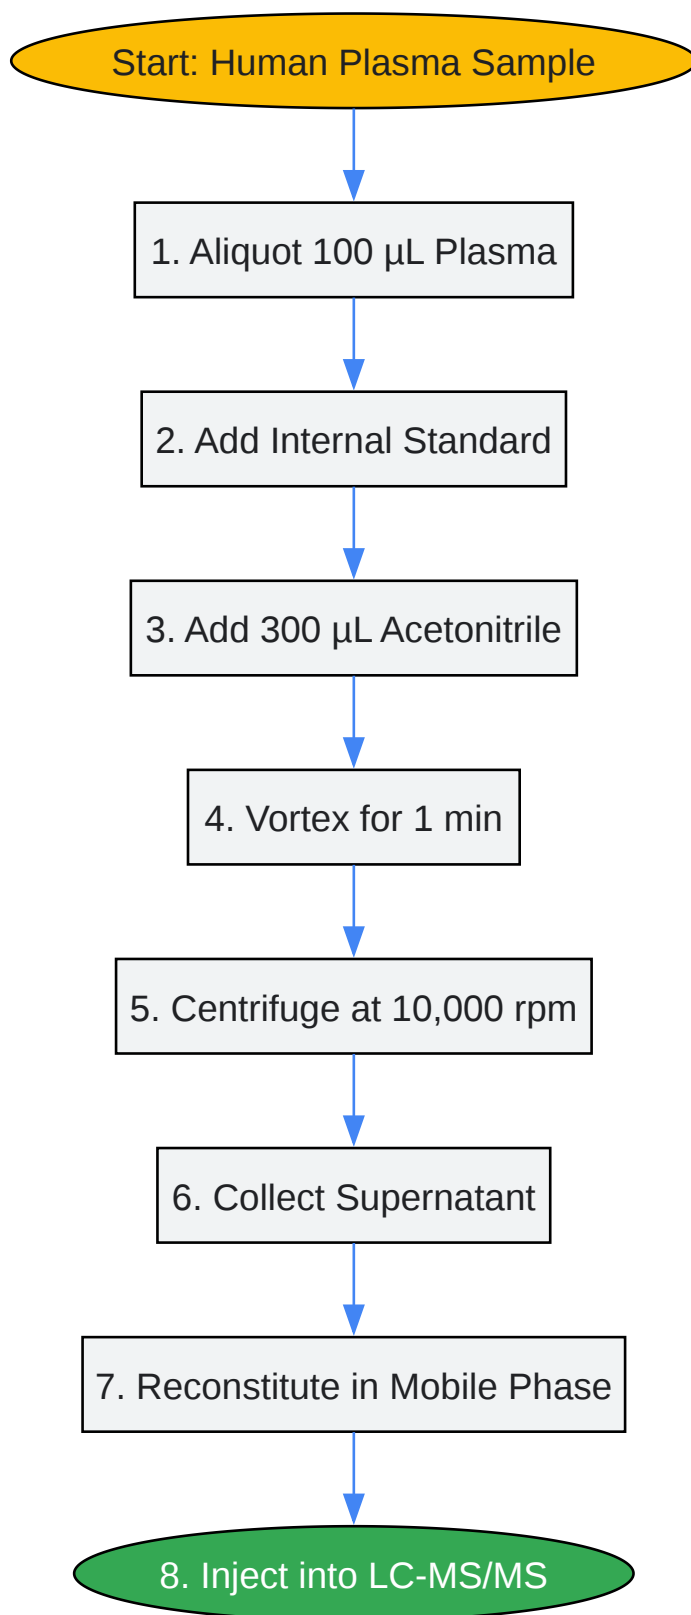 Start: Human Plasma Sample
1. Aliquot 100 µL Plasma
2. Add Internal Standard
3. Add 300 µL Acetonitrile
4. Vortex for 1 min
5. Centrifuge at 10,000 rpm
6. Collect Supernatant
7. Reconstitute in Mobile Phase
8. Inject into LC-MS/MS